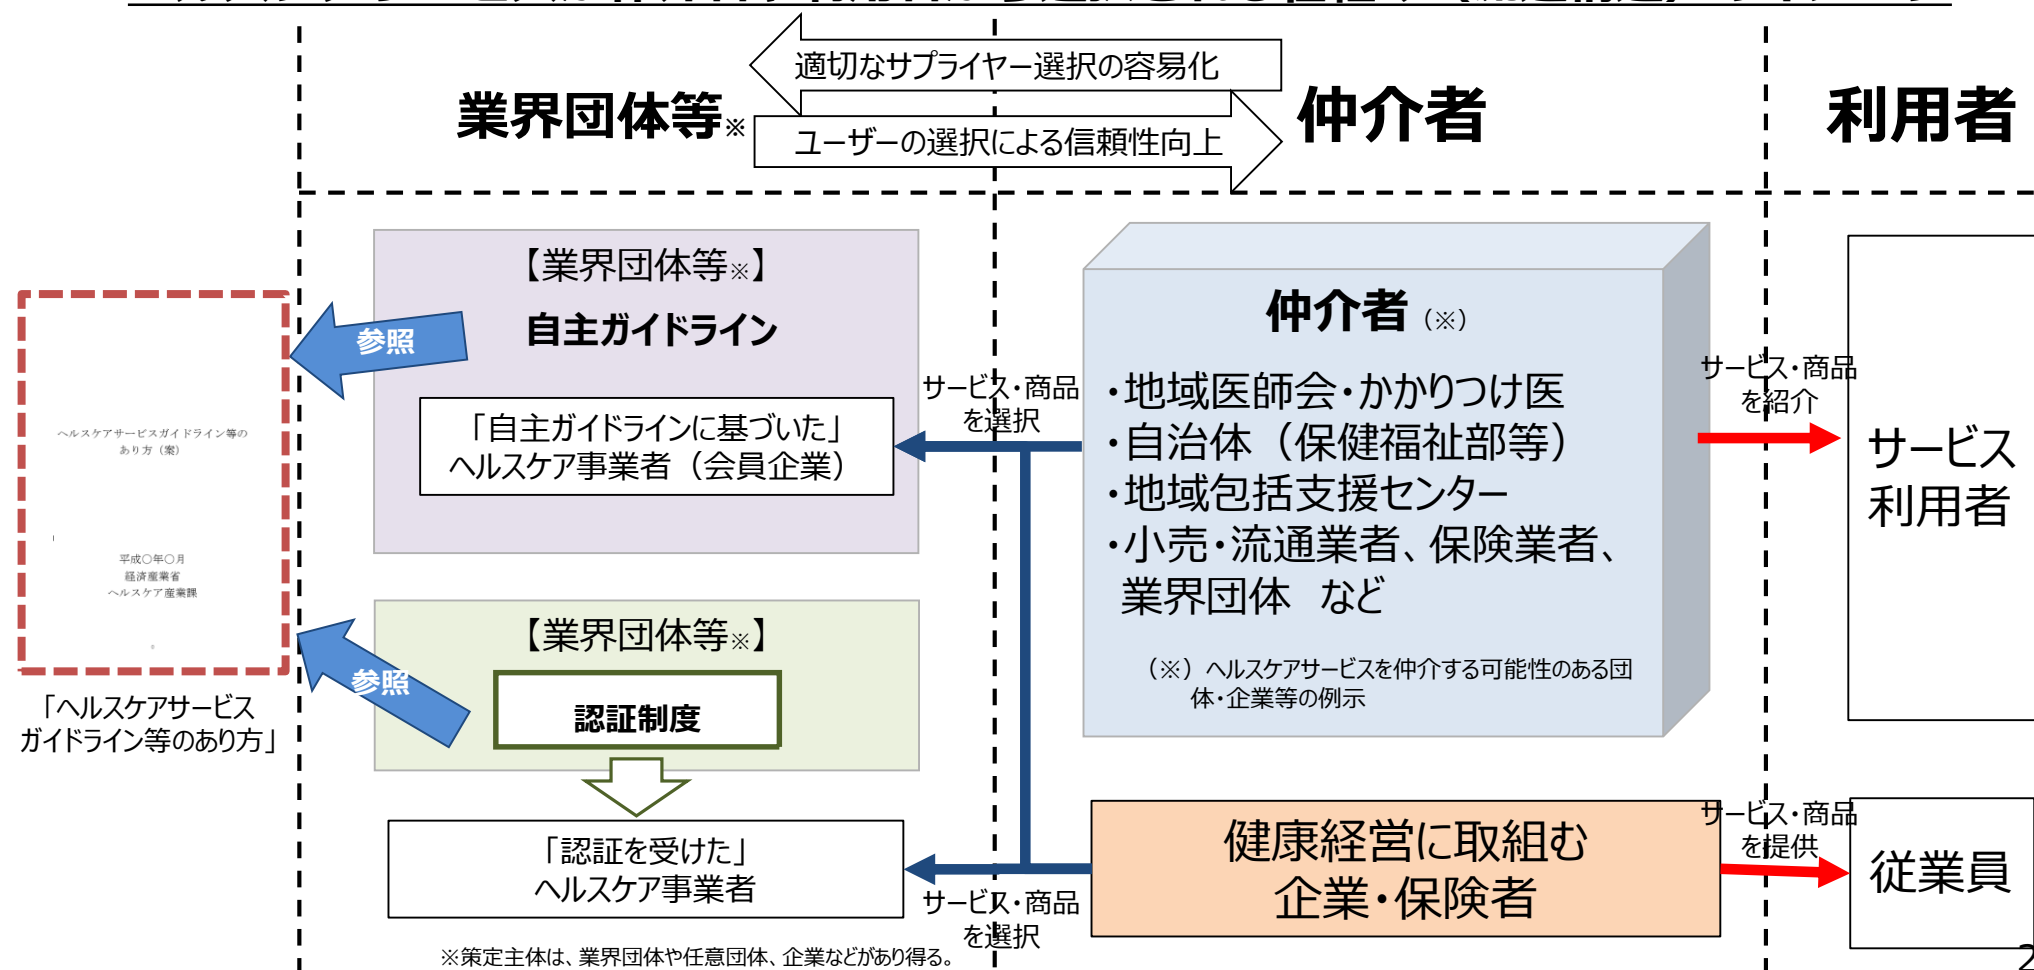 適切なサプライヤー選択の容易化
業界団体等※
ユーザーの選択による信頼性向上
仲介者
利用者
【業界団体等※】
自主ガイドライン
参照
「自主ガイドラインに基づいた」
ヘルスケア事業者（会員企業）
サービス・商品
を選択
仲介者（※）
・地域医師会・かかりつけ医
・自治体（保健福祉部等）
・地域包括支援センター
・小売・流通業者、保険業者、
業界団体　など
（※）ヘルスケアサービスを仲介する可能性のある団
体・企業等の例示
サービス・商品
を紹介
サービス
利用者
ヘルスケアサービスガイドライン等の
あり方（案）
平成○年○月
経済産業省
ヘルスケア産業課
「ヘルスケアサービス
ガイドライン等のあり方」
【業界団体等※】
認証制度
参照
「認証を受けた」
ヘルスケア事業者
サービス・商品
を選択
健康経営に取組む
企業・保険者
サービス・商品
を提供
従業員
※策定主体は、業界団体や任意団体、企業などがあり得る。
2